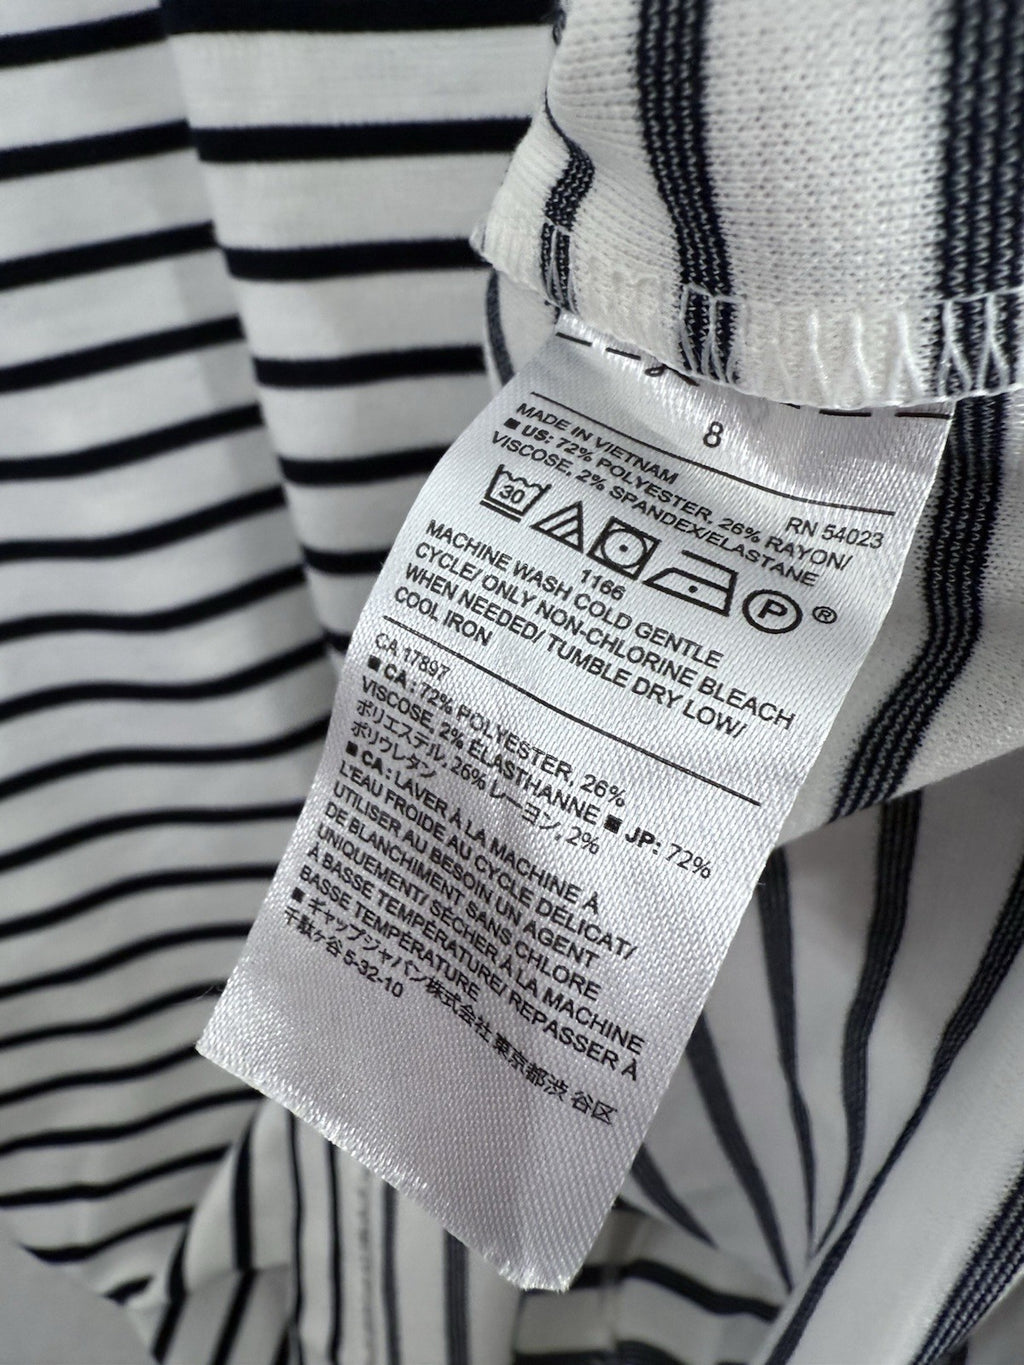 8
RN 54023
MADE IN VIETNAM
■ US: 72% POLYESTER, 26% RAYON/
VISCOSE, 2% SPANDEX/ELASTANE
30
P ®
1166
MACHINE WASH COLD GENTLE
CYCLE/ ONLY NON-CHLORINE BLEACH
WHEN NEEDED/ TUMBLE DRY LOW/
COOL IRON
CA 17897
■ CA: 72% POLYESTER, 26%
VISCOSE, 2% ELASTHANNE ■ JP: 72%
ポリエステル, 26% レーヨン, 2%
ポリウレタン
■ CA: LAVER À LA MACHINE À
L'EAU FROIDE AU CYCLE DÉLICAT/
UTILISER AU BESOIN UN AGENT
DE BLANCHIMENT SANS CHLORE
UNIQUEMENT/ SÉCHER À LA MACHINE
À BASSE TEMPÉRATURE/ REPASSER À
BASSE TEMPÉRATURE
■ ギャップジャパン株式会社 東京都渋谷区
千駄ヶ谷 5-32-10